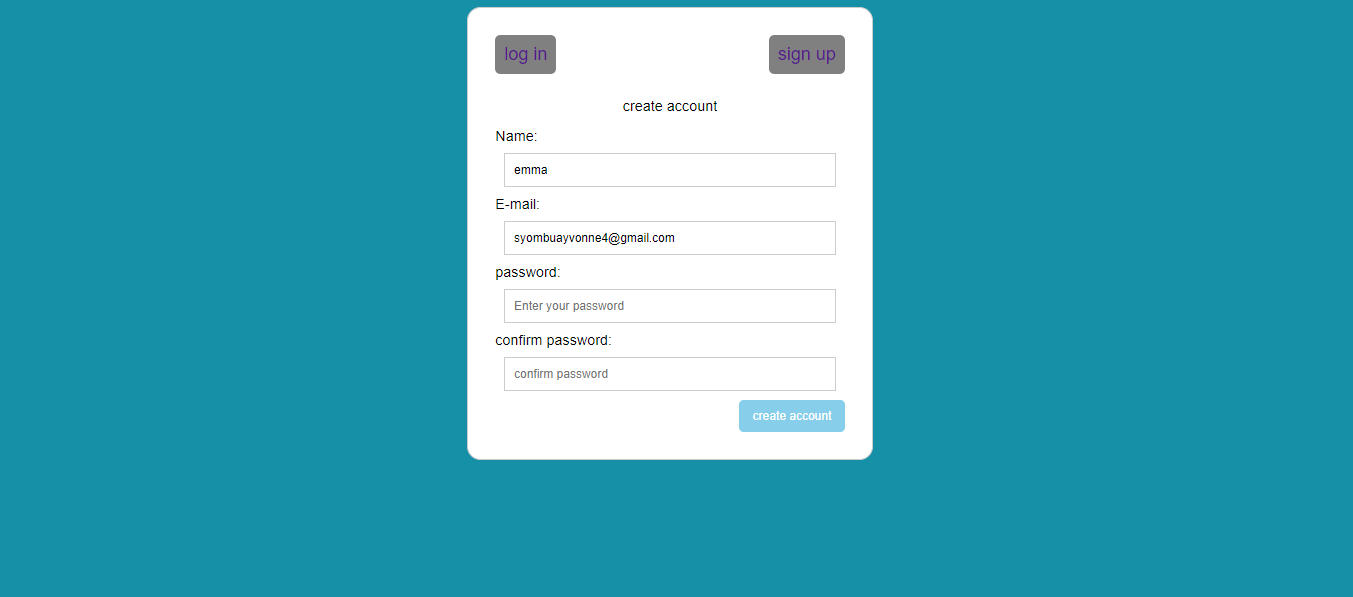 log in
sign up
create account
Name:
emma
E-mail:
syombuayvonne4@gmail.com
password:
Enter your password
confirm password:
confirm password
create account